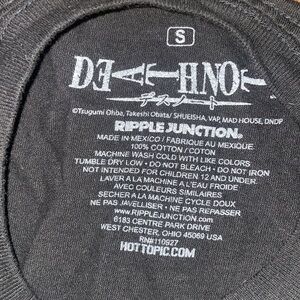 S
DEATHNOT
デスノート
©Tsugumi Ohba, Takeshi Obata/ SHUEISHA, VAP, MAD HOUSE, DNDP
RIPPLE JUNCTION®
MADE IN MEXICO / FABRIQUE AU MEXIQUE
100% COTTON / COTON
MACHINE WASH COLD WITH LIKE COLORS
TUMBLE DRY LOW • DO NOT BLEACH • DO NOT IRON
NOT INTENDED FOR CHILDREN 12 AND UNDER.
LAVER A LA MACHINE A L'EAU FROID
AVEC COULEURS SIMILAIRES
SECHER A LA MACHINE CYCLE DOUX
NE PAS JAVELLISER • NE PAS REPASSER
www.RIPPLEJUNCTION.com
6183 CENTRE PARK DRIVE
WEST CHESTER, OHIO 45069 USA
RN#110927
HOTTOPIC.COM